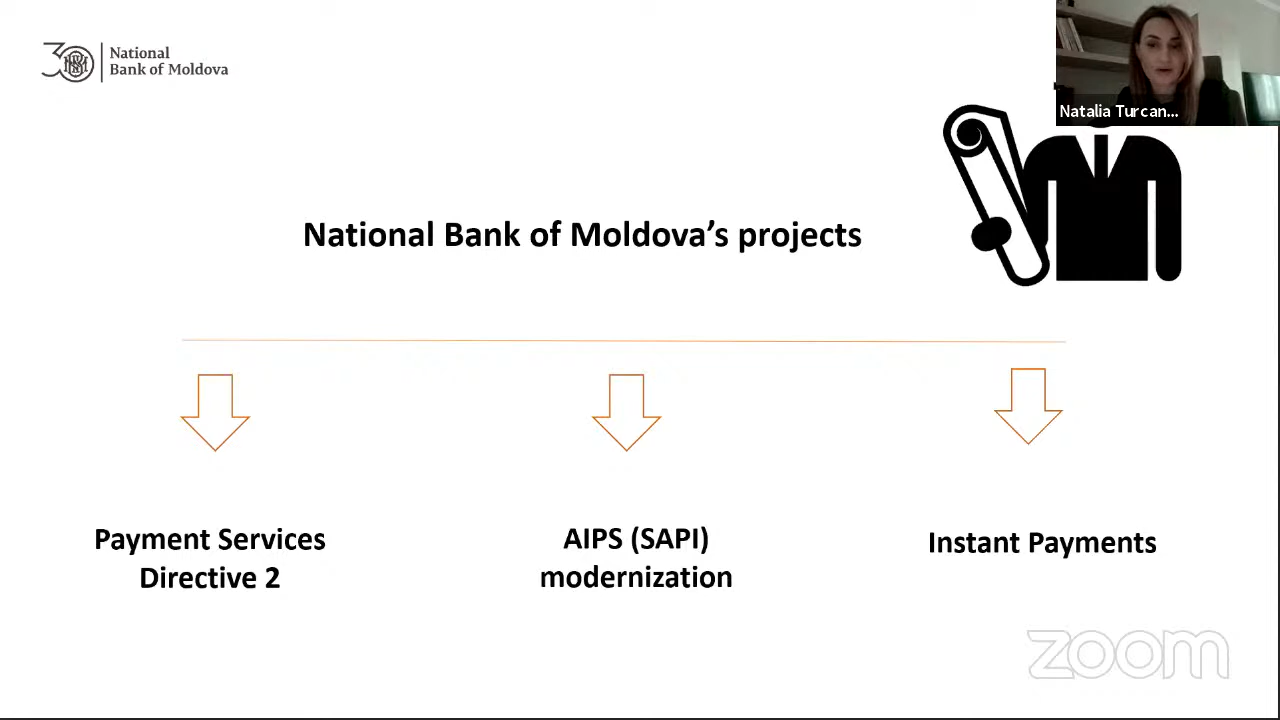 30
National
Bank of Moldova
Natalia Turcan...
National Bank of Moldova’s projects
Payment Services
Directive 2
AIPS (SAPI)
modernization
Instant Payments
zoom